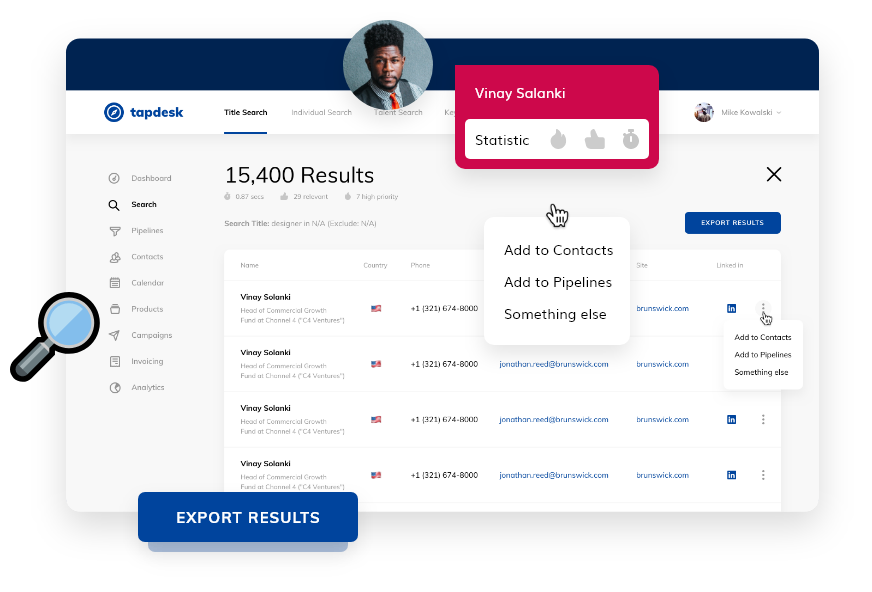 Vinay Salanki
Statistic
tapdesk
Title Search
Individual Search
Talent Search
Mike Kowalski
Dashboard
Search
Pipelines
Contacts
Calendar
Products
Campaigns
Invoicing
Analytics
15,400 Results
0.87 secs
29 relevant
7 high priority
Search Title: designer in N/A (Exclude: N/A)
EXPORT RESULTS
Add to Contacts
Add to Pipelines
Something else
Name
Country
Phone
Site
Linked in
Vinay Solanki
Head of Commercial Growth
Fund at Channel 4 ("C4 Ventures")
+1 (321) 674-8000
brunswick.com
in
Add to Contacts
Add to Pipelines
Something else
Vinay Solanki
Head of Commercial Growth
Fund at Channel 4 ("C4 Ventures")
+1 (321) 674-8000
jonathan.reed@brunswick.com
brunswick.com
Vinay Solanki
Head of Commercial Growth
Fund at Channel 4 ("C4 Ventures")
+1 (321) 674-8000
jonathan.reed@brunswick.com
brunswick.com
in
Vinay Solanki
Head of Commercial Growth
Fund at Channel 4 ("C4 Ventures")
+1 (321) 674-8000
jonathan.reed@brunswick.com
brunswick.com
in
EXPORT RESULTS